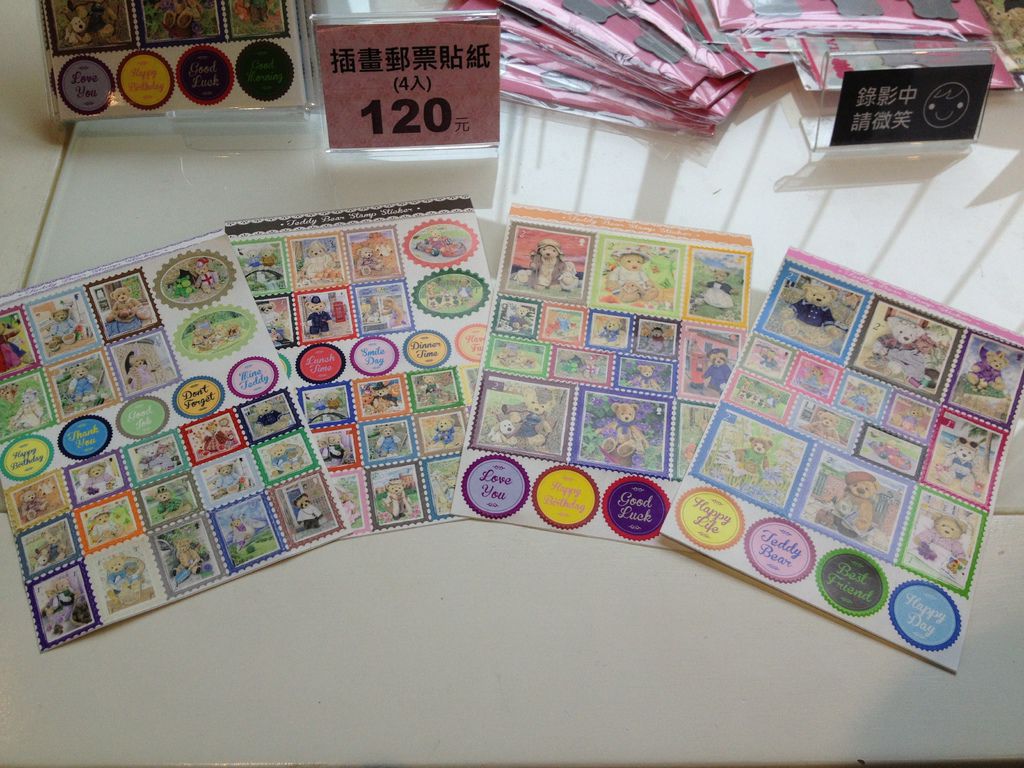 Love You
Happy Birthday
Good Luck
Good Morning
插畫郵票貼紙
(4入)
120元
錄影中
請微笑
Teddy Bear Stamp Sticker
Stamp Sticker
Happy Birthday
Thank You
Good
Don't Forget
Mine Teddy
Lunch Time
Smile Day
Dinner Time
Love You
Happy Birthday
Good Luck
Happy Life
Teddy Bear
Best Friend
Happy Day